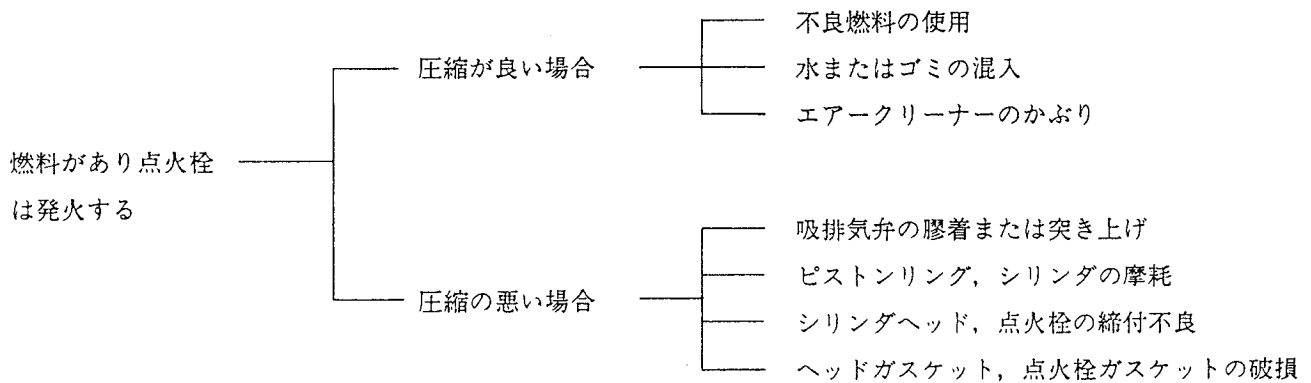 燃料があり点火栓
は発火する
圧縮が良い場合
不良燃料の使用
水またはゴミの混入
エアークリーナーのかぶり
圧縮の悪い場合
吸排気弁の膠着または突き上げ
ピストンリング，シリンダの摩耗
シリンダヘッド，点火栓の締付不良
ヘッドガスケット，点火栓ガスケットの破損